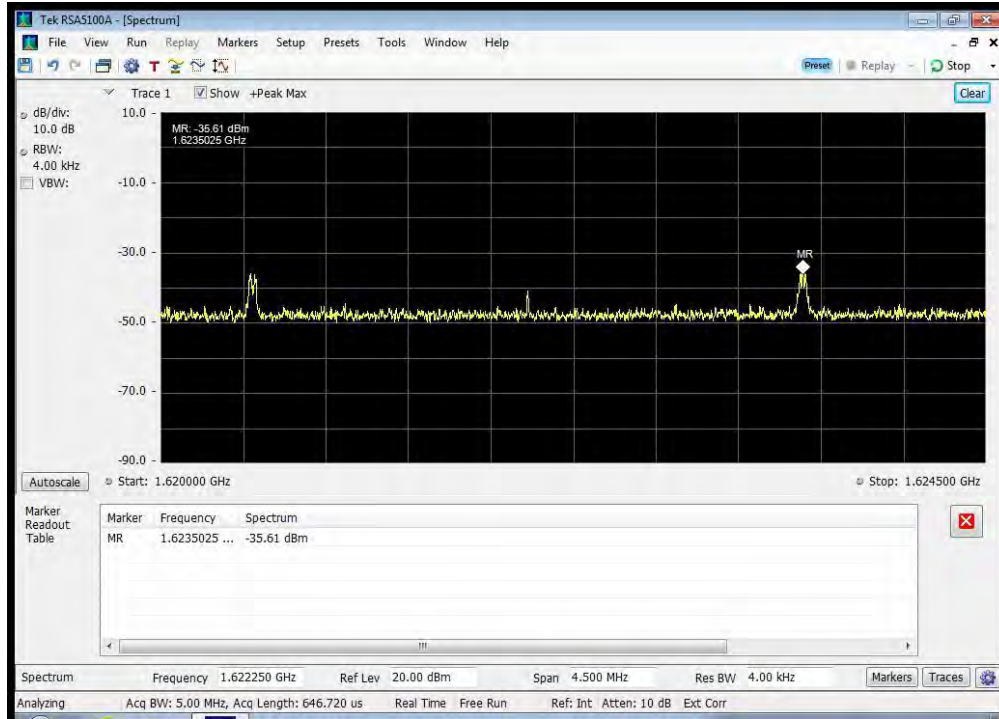 Tek RSA5100A - [Spectrum]
File View Run Replay Markers Setup Presets Tools Window Help
T Preset Replay Stop
Trace 1 Show +Peak Max Clear
dB/div:
10.0 dB
RBW:
4.00 kHz
VBW:
10.0
-10.0
-30.0
-50.0
-70.0
-90.0
MR: -35.61 dBm
1.6235025 GHz
MR
Autoscale Start: 1.620000 GHz Stop: 1.624500 GHz
Marker
Readout
Table
Marker Frequency Spectrum
MR 1.6235025 ... -35.61 dBm
Spectrum Frequency 1.622250 GHz Ref Lev 20.00 dBm Span 4.500 MHz Res BW 4.00 kHz Markers Traces
Analyzing Acq BW: 5.00 MHz, Acq Length: 646.720 us Real Time Free Run Ref: Int Atten: 10 dB Ext Corr